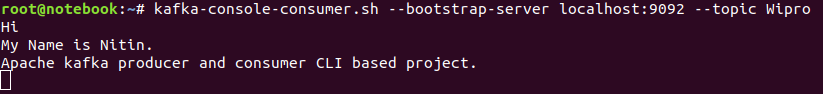 root@notebook:~# kafka-console-consumer.sh --bootstrap-server localhost:9092 --topic Wipro
Hi
My Name is Nitin.
Apache kafka producer and consumer CLI based project.